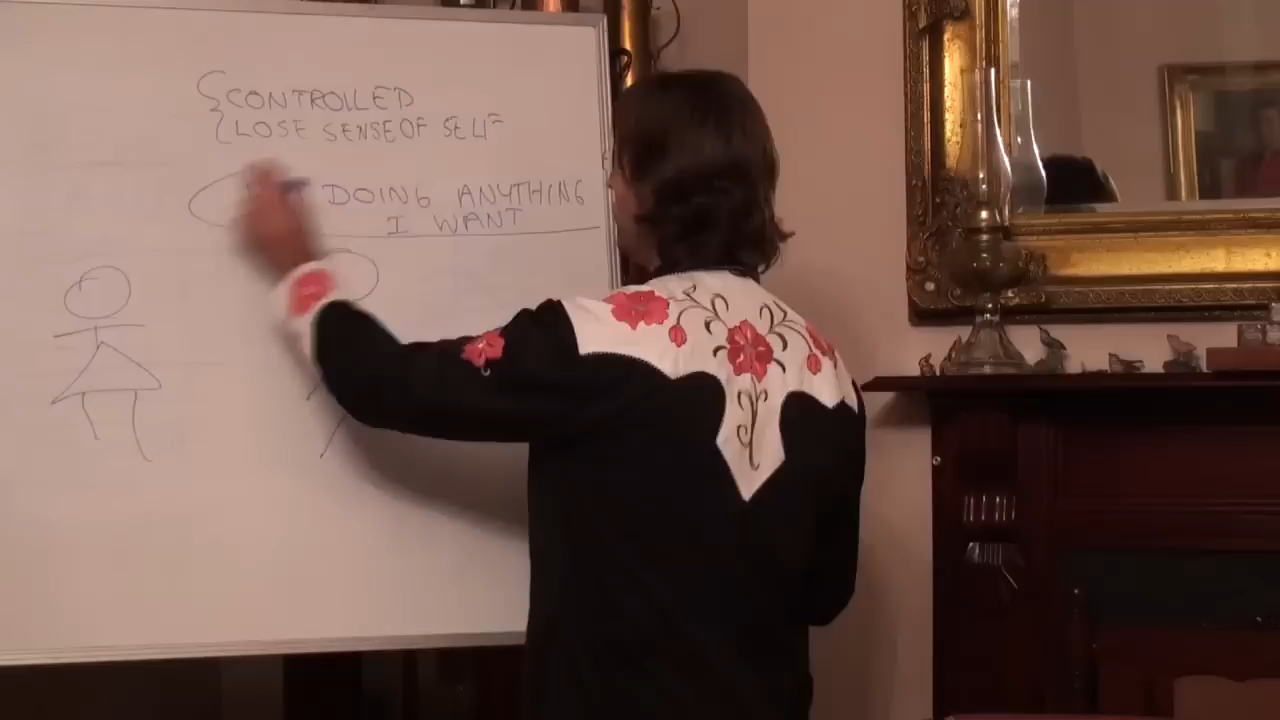 CONTROLLED
LOSE SENSE OF SELF
DOING ANYTHING
I WANT